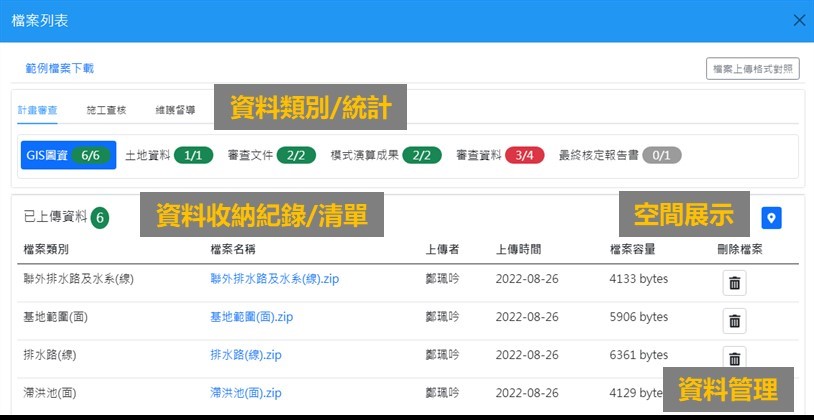 檔案列表
範例檔案下載
檔案上傳格式對照
計畫審查 施工查核 維護督導 資料類別/統計
GIS圖資 6/6 土地資料 1/1 審查文件 2/2 模式演算成果 2/2 審查資料 3/4 最終核定報告書 0/1
已上傳資料 6 資料收納紀錄/清單 空間展示
檔案類別 檔案名稱 上傳者 上傳時間 檔案容量 刪除檔案
聯外排水路及水系(線) 聯外排水路及水系(線).zip 鄭珮吟 2022-08-26 4133 bytes
基地範圍(面) 基地範圍(面).zip 鄭珮吟 2022-08-26 5906 bytes
排水路(線) 排水路(線).zip 鄭珮吟 2022-08-26 6361 bytes
滯洪池(面) 滯洪池(面).zip 鄭珮吟 2022-08-26 4129 byte
資料管理